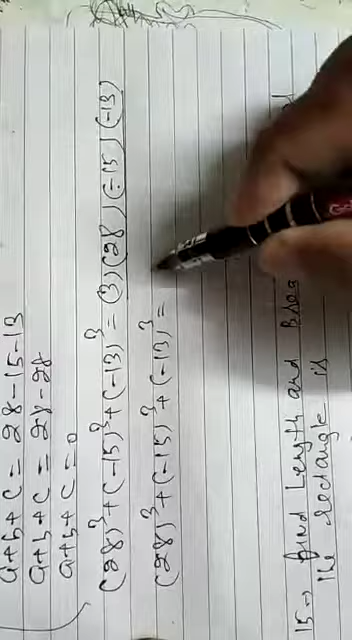 a+b+c = 28-15-13
a+b+c = 28-28
a+b+c = 0
(28)³+(-15)³+(-13)³ = (3)(28)(-15)(-13)
(28)³+(-15)³+(-13)³ =
15→ find Length and
the rectangle is